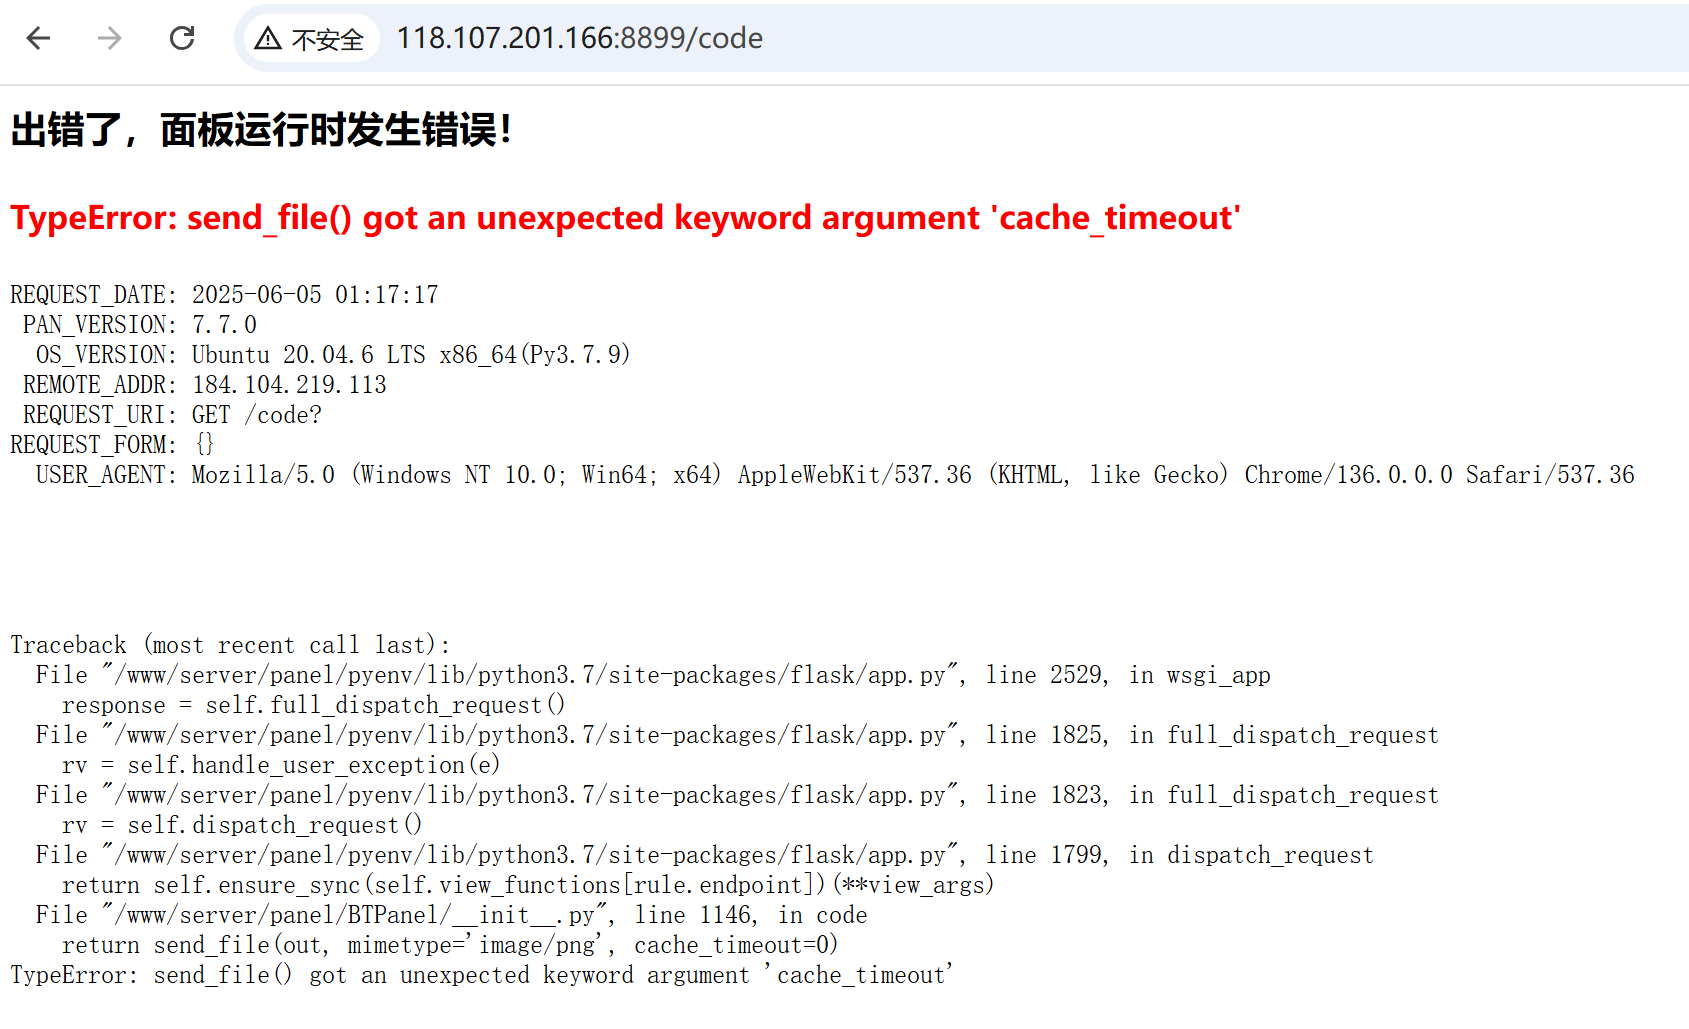 不安全 118.107.201.166:8899/code
出错了，面板运行时发生错误！
TypeError: send_file() got an unexpected keyword argument 'cache_timeout'
REQUEST_DATE: 2025-06-05 01:17:17
PAN_VERSION: 7.7.0
OS_VERSION: Ubuntu 20.04.6 LTS x86_64(Py3.7.9)
REMOTE_ADDR: 184.104.219.113
REQUEST_URI: GET /code?
REQUEST_FORM: {}
USER_AGENT: Mozilla/5.0 (Windows NT 10.0; Win64; x64) AppleWebKit/537.36 (KHTML, like Gecko) Chrome/136.0.0.0 Safari/537.36
Traceback (most recent call last):
File "/www/server/panel/pyenv/lib/python3.7/site-packages/flask/app.py", line 2529, in wsgi_app
response = self.full_dispatch_request()
File "/www/server/panel/pyenv/lib/python3.7/site-packages/flask/app.py", line 1825, in full_dispatch_request
rv = self.handle_user_exception(e)
File "/www/server/panel/pyenv/lib/python3.7/site-packages/flask/app.py", line 1823, in full_dispatch_request
rv = self.dispatch_request()
File "/www/server/panel/pyenv/lib/python3.7/site-packages/flask/app.py", line 1799, in dispatch_request
return self.ensure_sync(self.view_functions[rule.endpoint])(**view_args)
File "/www/server/panel/BTPanel/__init__.py", line 1146, in code
return send_file(out, mimetype='image/png', cache_timeout=0)
TypeError: send_file() got an unexpected keyword argument 'cache_timeout'